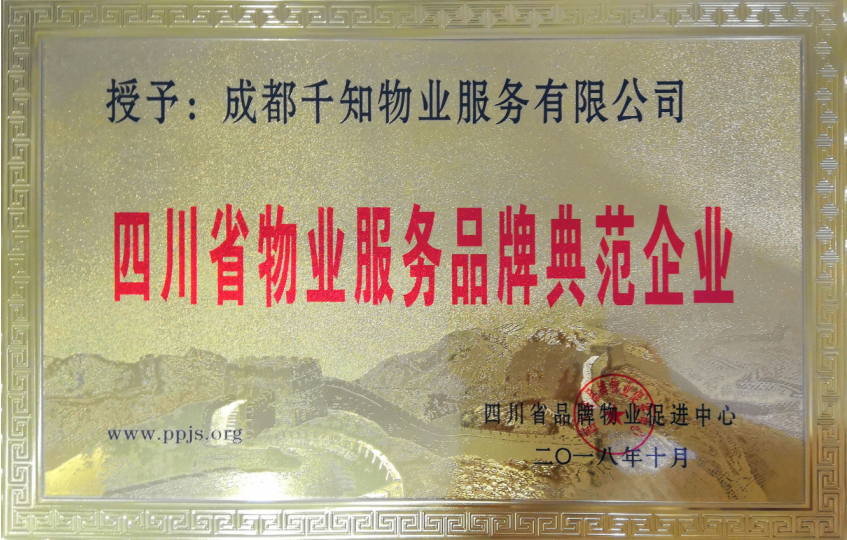 授予：成都千知物业服务有限公司
四川省物业服务品牌典范企业
www.ppjs.org
四川省品牌物业促进中心
二〇一八年十月